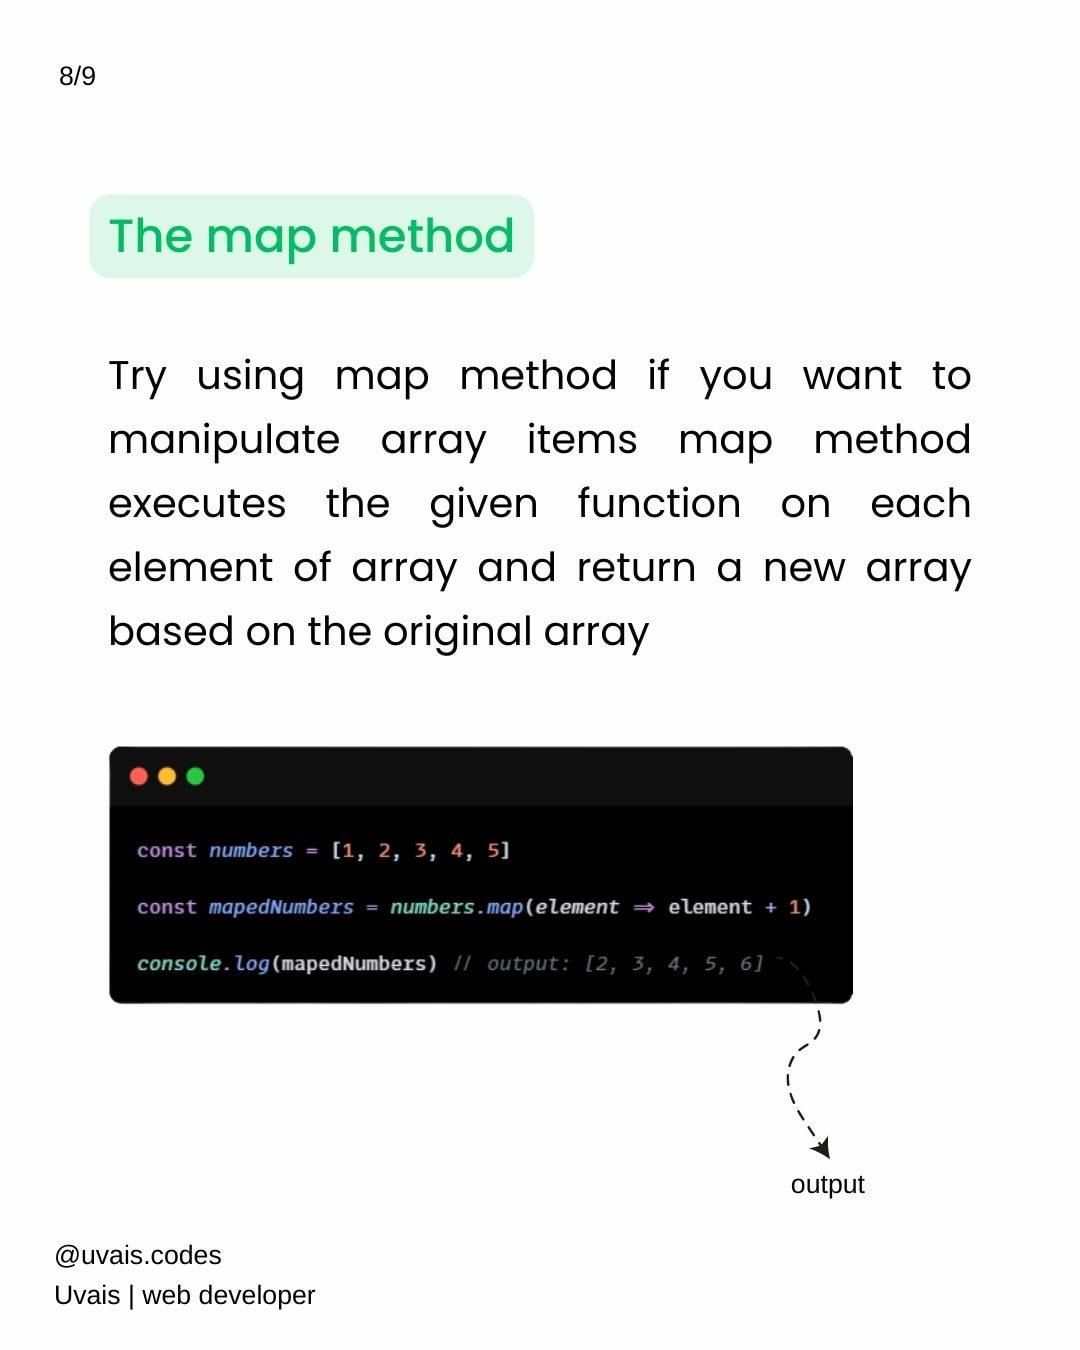 8/9
The map method
Try using map method if you want to
manipulate array items map method
executes the given function on each
element of array and return a new array
based on the original array
const numbers = [1, 2, 3, 4, 5]
const mapedNumbers = numbers.map(element => element + 1)
console.log(mapedNumbers) // output: [2, 3, 4, 5, 6]
output
@uvais.codes
Uvais | web developer